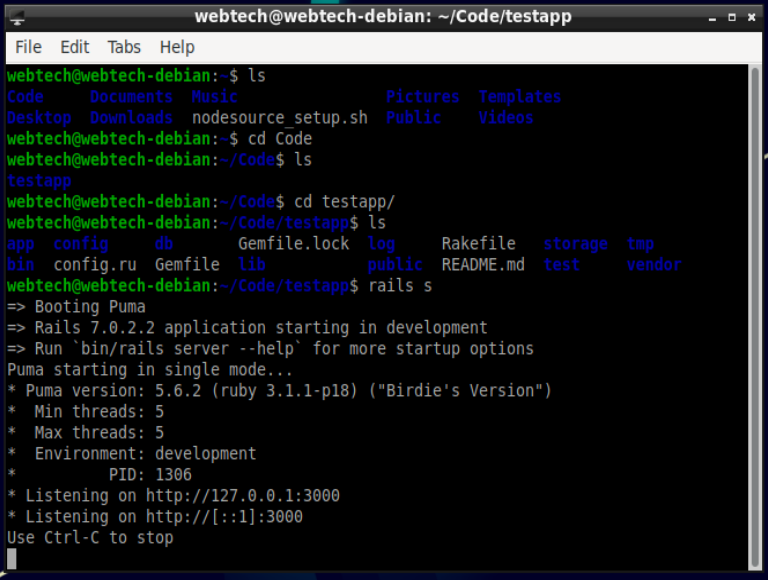 webtech@webtech-debian: ~/Code/testapp
File Edit Tabs Help
webtech@webtech-debian:~$ ls
Code     Documents  Music                Pictures  Templates
Desktop  Downloads  nodesource_setup.sh  Public    Videos
webtech@webtech-debian:~$ cd Code
webtech@webtech-debian:~/Code$ ls
testapp
webtech@webtech-debian:~/Code$ cd testapp/
webtech@webtech-debian:~/Code/testapp$ ls
app  config     db       Gemfile.lock  log     Rakefile   storage  tmp
bin  config.ru  Gemfile  lib           public  README.md  test     vendor
webtech@webtech-debian:~/Code/testapp$ rails s
=> Booting Puma
=> Rails 7.0.2.2 application starting in development
=> Run `bin/rails server --help` for more startup options
Puma starting in single mode...
* Puma version: 5.6.2 (ruby 3.1.1-p18) ("Birdie's Version")
*  Min threads: 5
*  Max threads: 5
*  Environment: development
*          PID: 1306
* Listening on http://127.0.0.1:3000
* Listening on http://[::1]:3000
Use Ctrl-C to stop